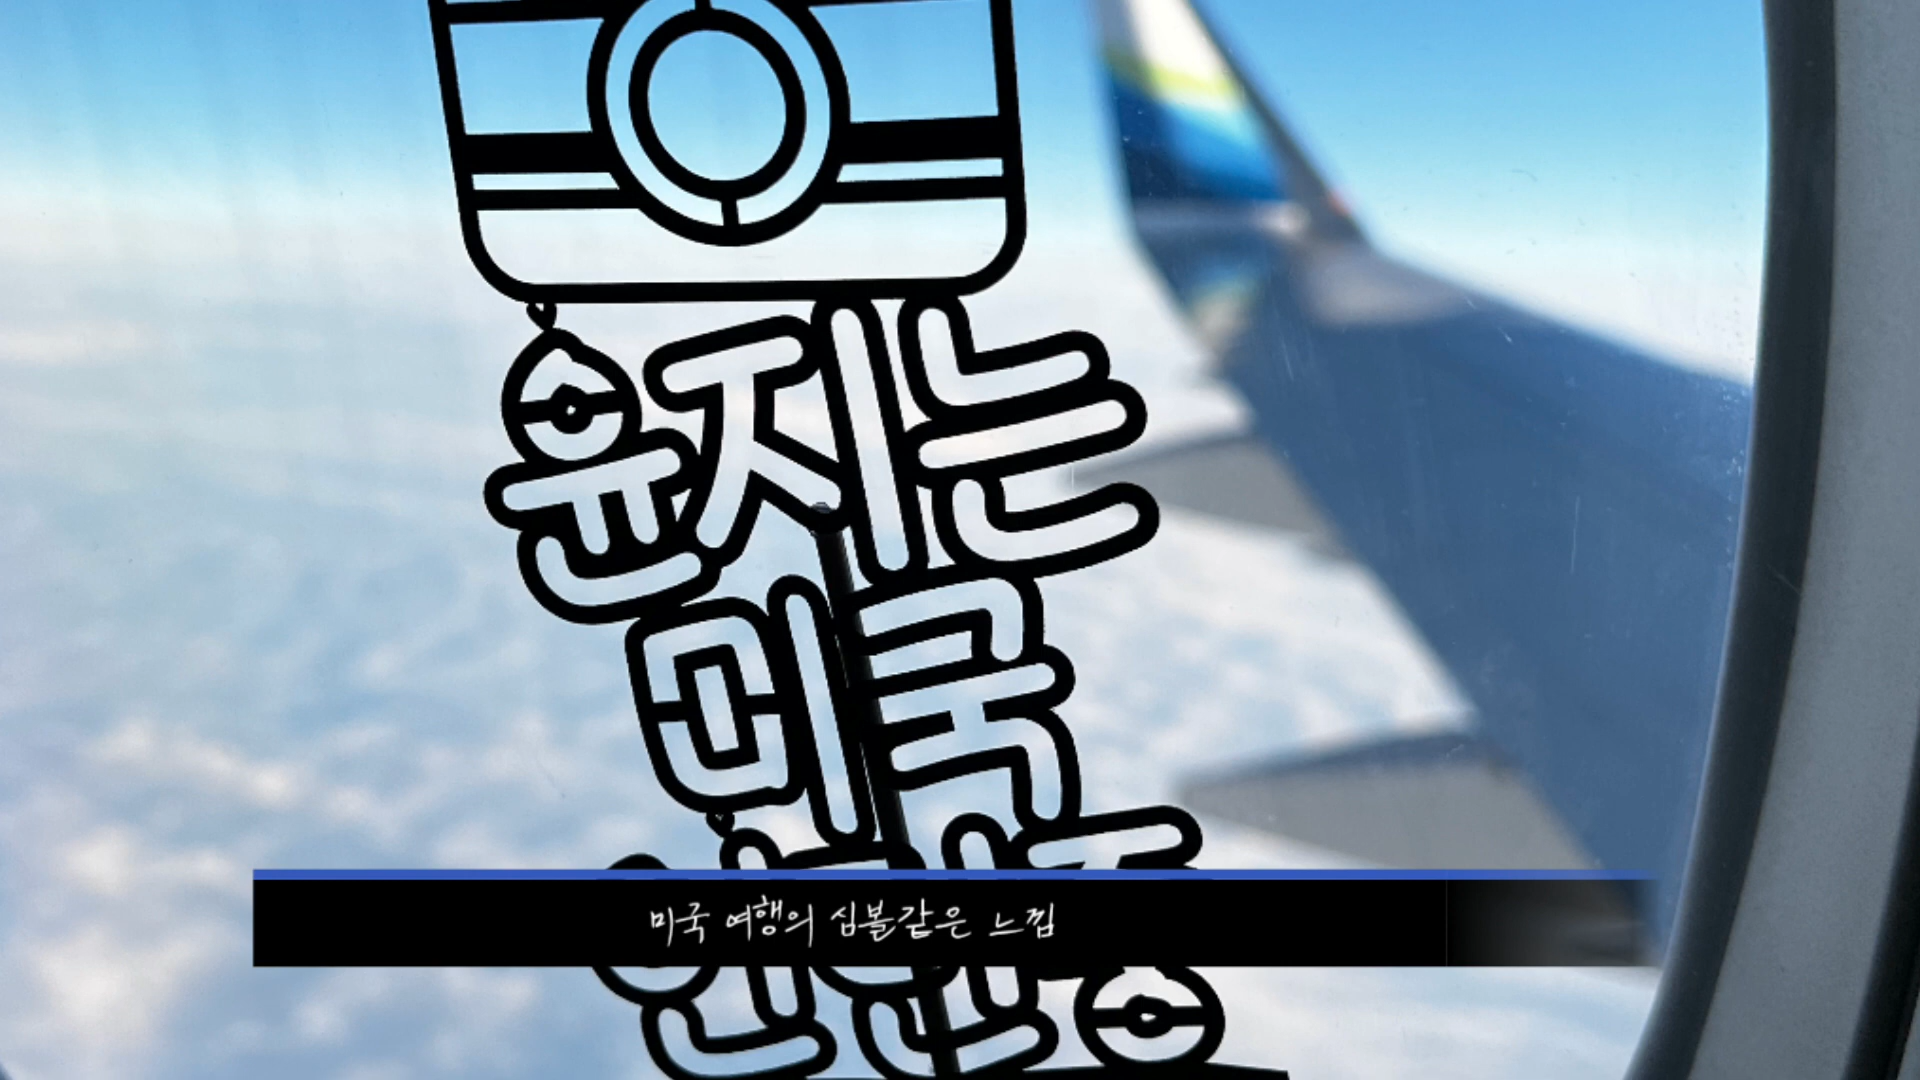 윤지는
미국
미국 여행의 심볼같은 느낌